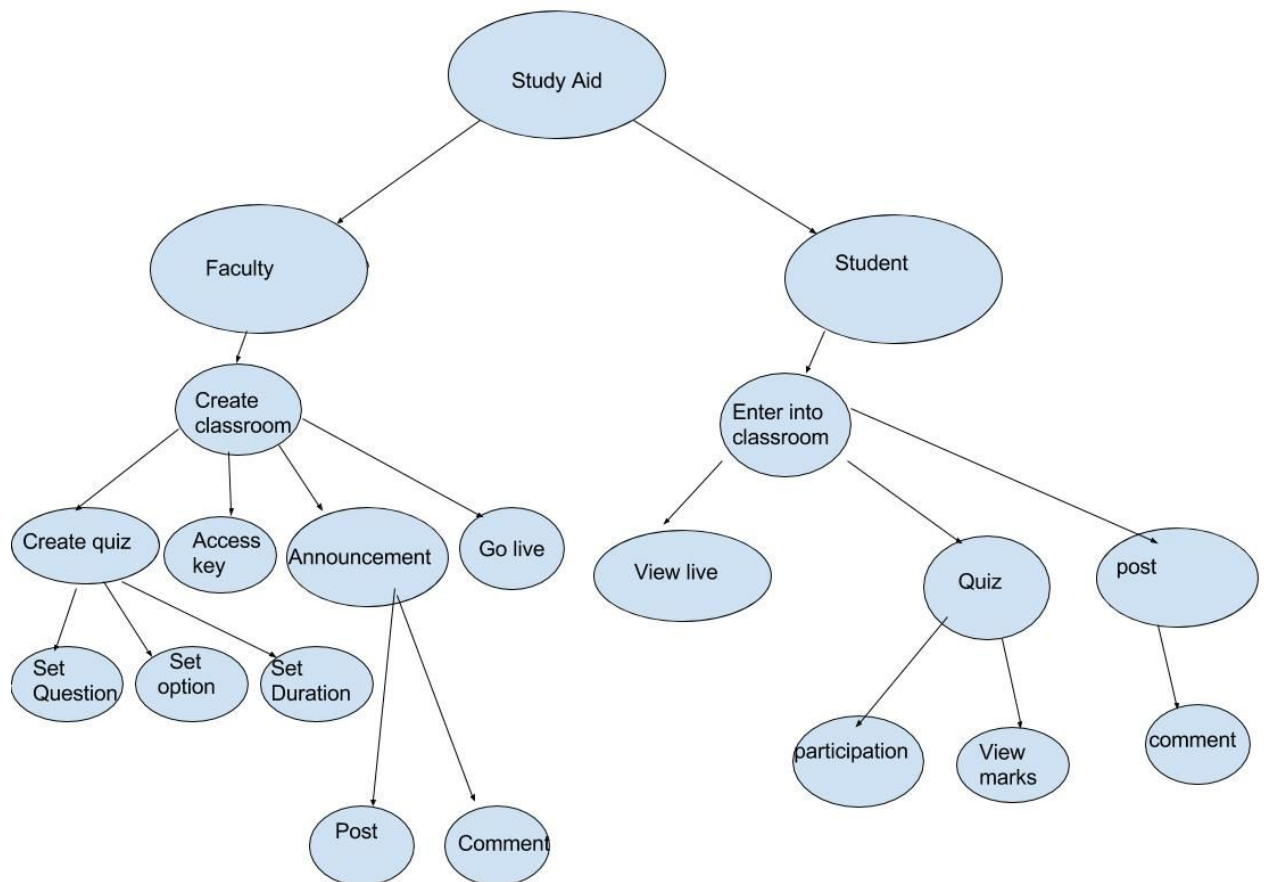 Study Aid
Faculty
Student
Create
classroom
Enter into
classroom
Create quiz
Access
key
Announcement
Go live
View live
Quiz
post
Set
Question
Set
option
Set
Duration
participation
View
marks
comment
Post
Comment